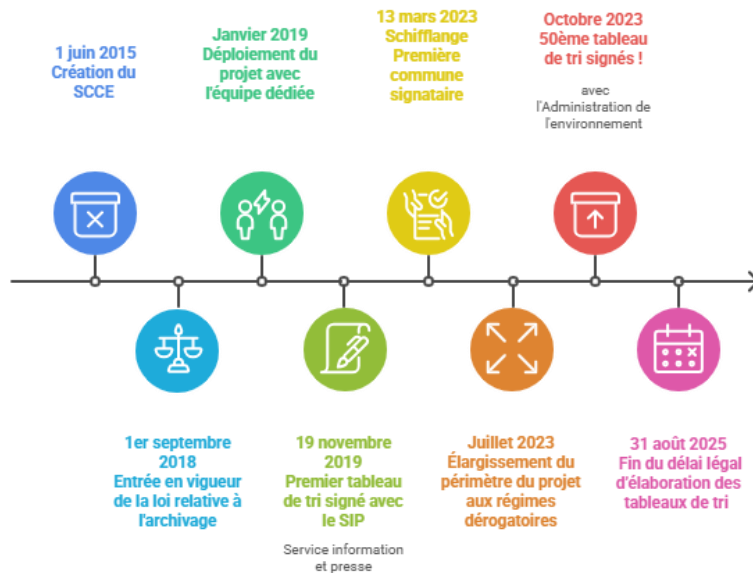 1 juin 2015
Création du
SCCE
Janvier 2019
Déploiement du
projet avec
l'équipe dédiée
13 mars 2023
Schifflange
Première
commune
signataire
Octobre 2023
50ème tableau
de tri signés !
avec
l'Administration de
l'environnement
1er septembre
2018
Entrée en vigueur
de la loi relative à
l'archivage
19 novembre
2019
Premier tableau
de tri signé avec
le SIP
Service information
et presse
Juillet 2023
Élargissement du
périmètre du projet
aux régimes
dérogatoires
31 août 2025
Fin du délai légal
d'élaboration des
tableaux de tri